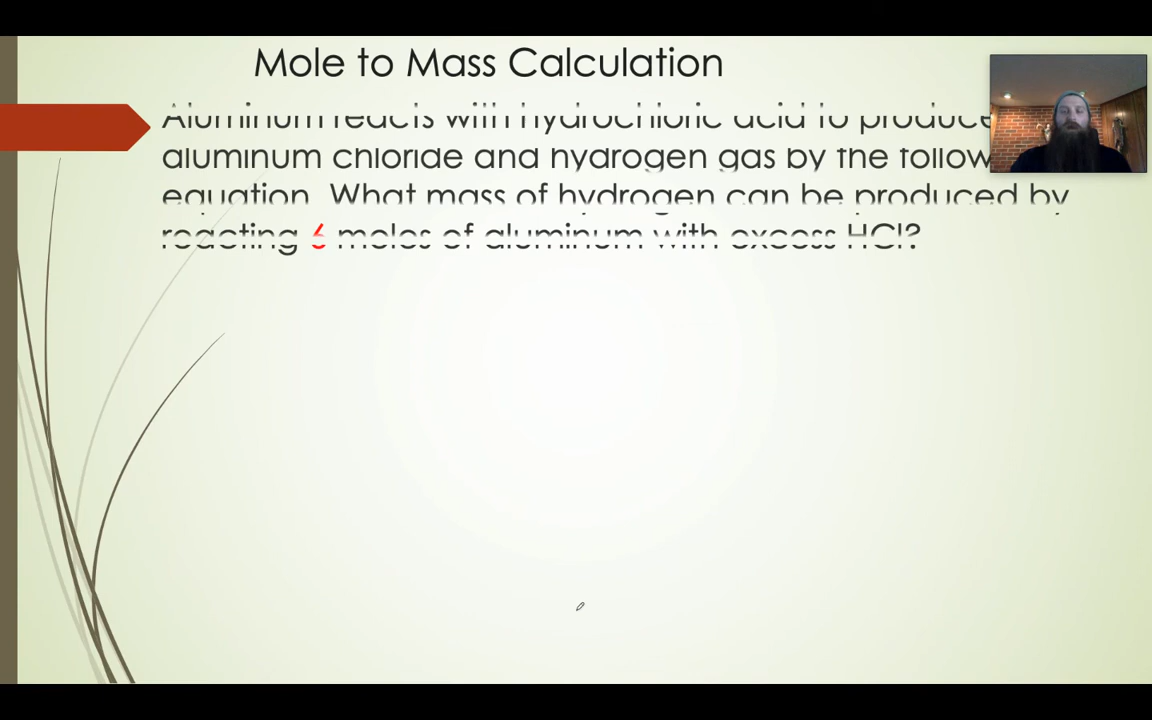 Mole to Mass Calculation
Aluminum reacts with hydrochloric acid to produce
aluminum chloride and hydrogen gas by the follow
equation. What mass of hydrogen can be produced by
reacting 6 moles of aluminum with excess HCl?